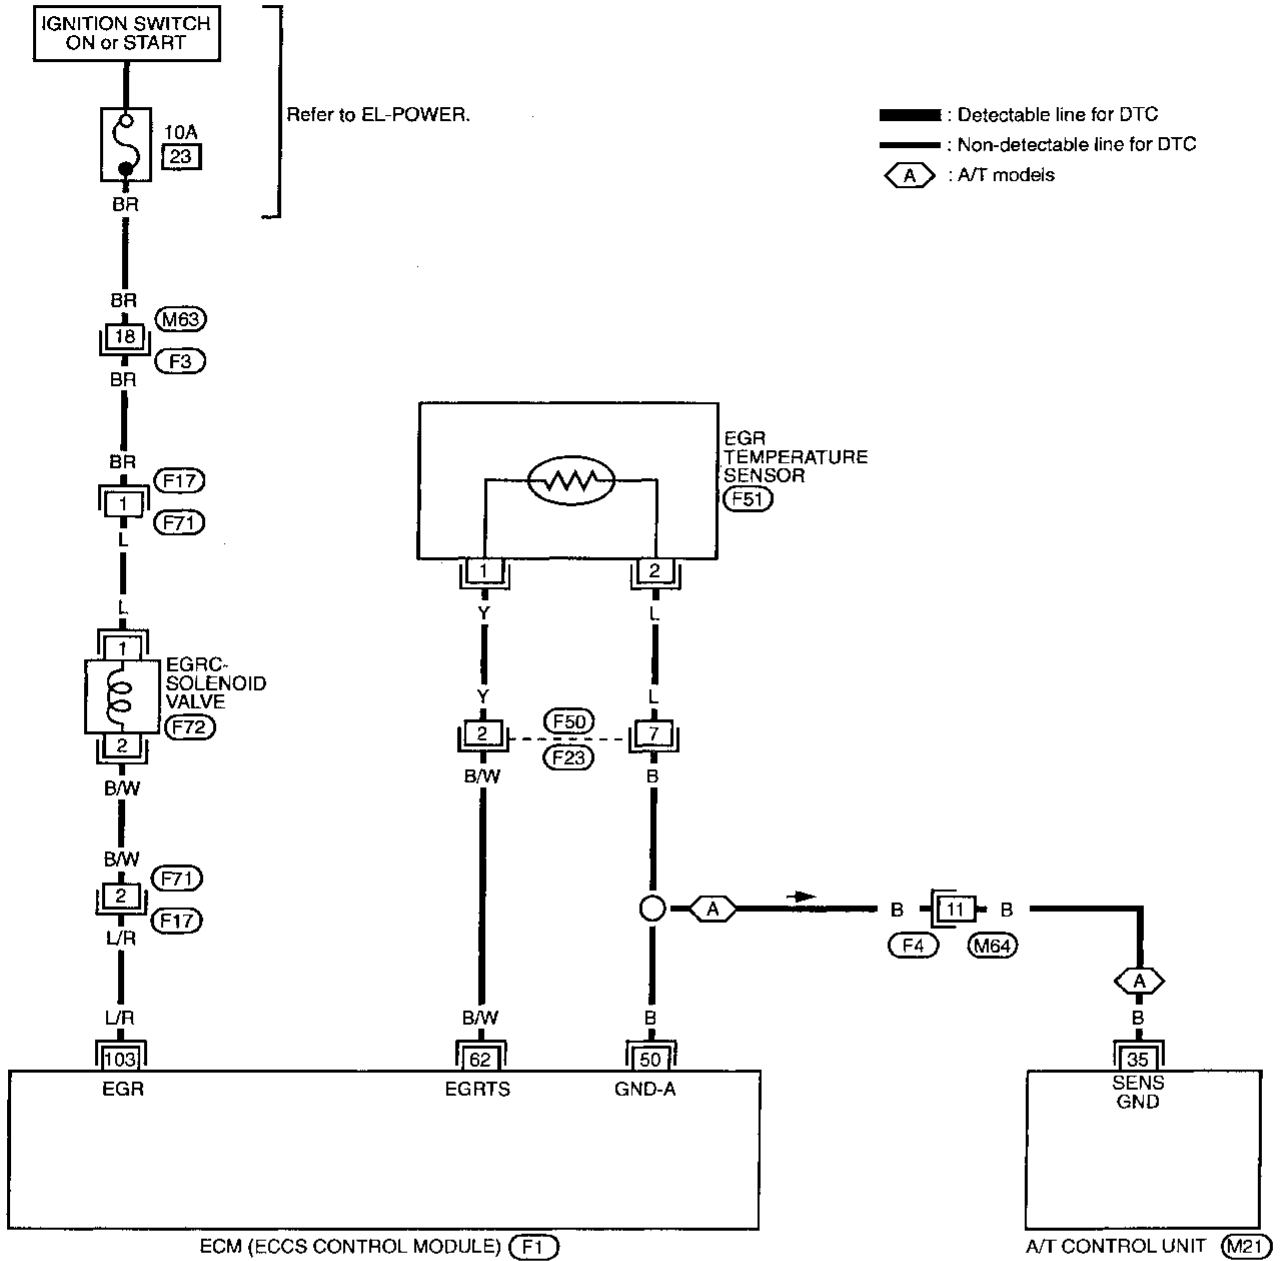 IGNITION SWITCH
ON or START
Refer to EL-POWER.
10A
23
BR
: Detectable line for DTC
: Non-detectable line for DTC
A : A/T models
BR
M63
18
F3
BR
BR
F17
1
F71
L
L
1
EGRC-
SOLENOID
VALVE
F72
2
B/W
B/W
F71
2
F17
L/R
L/R
103
EGR
EGR
TEMPERATURE
SENSOR
F51
1
2
Y
L
Y
L
2
F50
F23
7
B/W
B
A
B
11
B
F4
M64
A
B/W
B
B
62
50
35
EGRTS
GND-A
SENS
GND
ECM (ECCS CONTROL MODULE) F1
A/T CONTROL UNIT M21